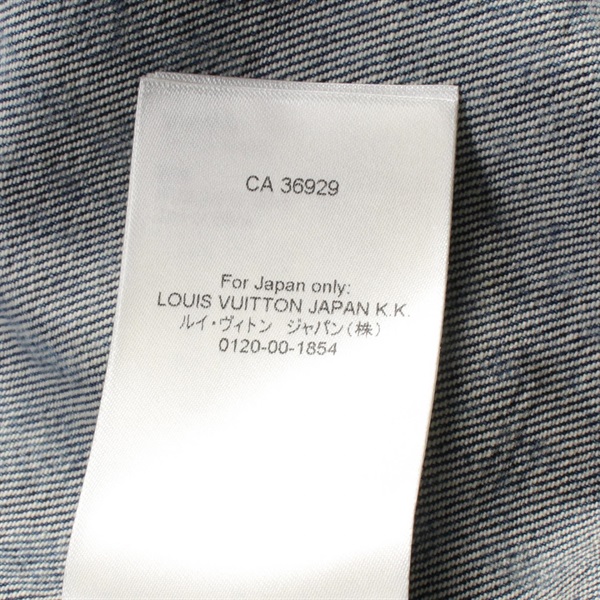 CA 36929
For Japan only:
LOUIS VUITTON JAPAN K.K.
ルイ・ヴィトン　ジャパン(株)
0120-00-1854